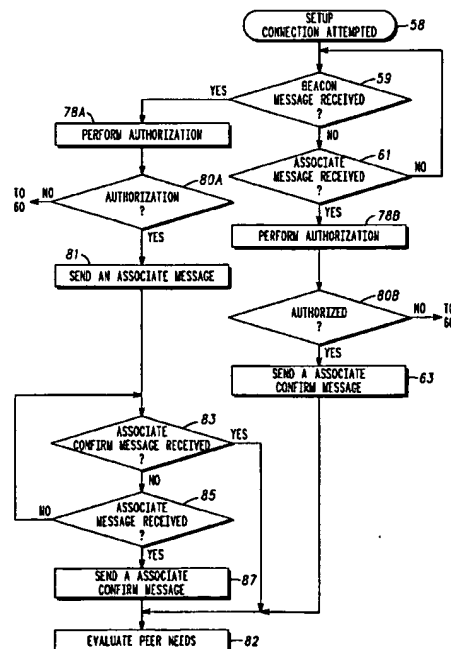 SETUP
CONNECTION ATTEMPTED
58
BEACON
MESSAGE RECEIVED
?
59
YES
NO
78A
PERFORM AUTHORIZATION
ASSOCIATE
MESSAGE RECEIVED
?
61
NO
YES
80A
AUTHORIZATION
?
TO
60
NO
YES
78B
PERFORM AUTHORIZATION
81
SEND AN ASSOCIATE MESSAGE
80B
AUTHORIZED
?
NO
TO
60
YES
SEND A ASSOCIATE
CONFIRM MESSAGE
63
83
ASSOCIATE
CONFIRM MESSAGE RECEIVED
?
YES
NO
85
ASSOCIATE
MESSAGE RECEIVED
?
NO
YES
SEND A ASSOCIATE
CONFIRM MESSAGE
87
EVALUATE PEER NEEDS
82